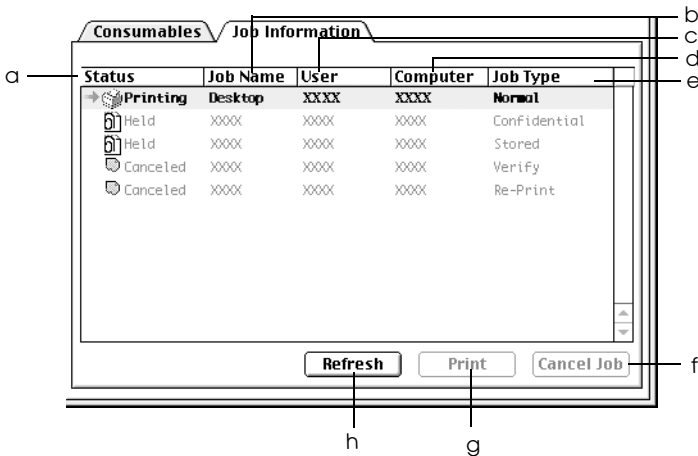 b
c
d
Consumables Job Information
a Status Job Name User Computer Job Type e
Printing Desktop XXXX XXXX Normal
Held XXXX XXXX XXXX Confidential
Held XXXX XXXX XXXX Stored
Canceled XXXX XXXX XXXX Verify
Canceled XXXX XXXX XXXX Re-Print
Refresh Print Cancel Job f
h g